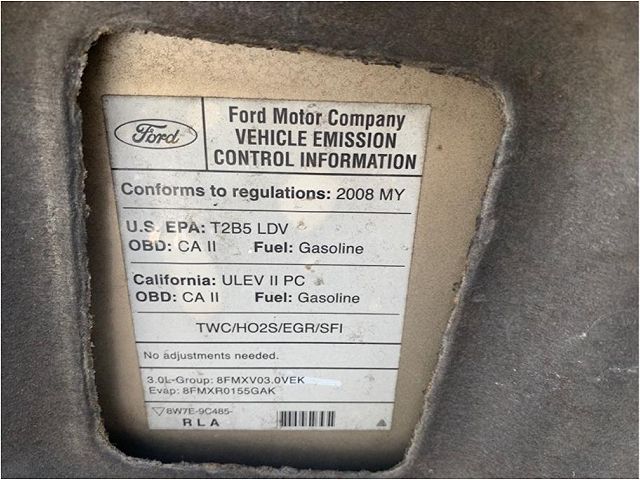 Ford
Ford Motor Company
VEHICLE EMISSION
CONTROL INFORMATION
Conforms to regulations: 2008 MY
U.S. EPA: T2B5 LDV
OBD: CA II Fuel: Gasoline
California: ULEV II PC
OBD: CA II Fuel: Gasoline
TWC/HO2S/EGR/SFI
No adjustments needed.
3.0L-Group: 8FMXV03.0VEK
Evap: 8FMXR0155GAK
8W7E-9C485-
RLA